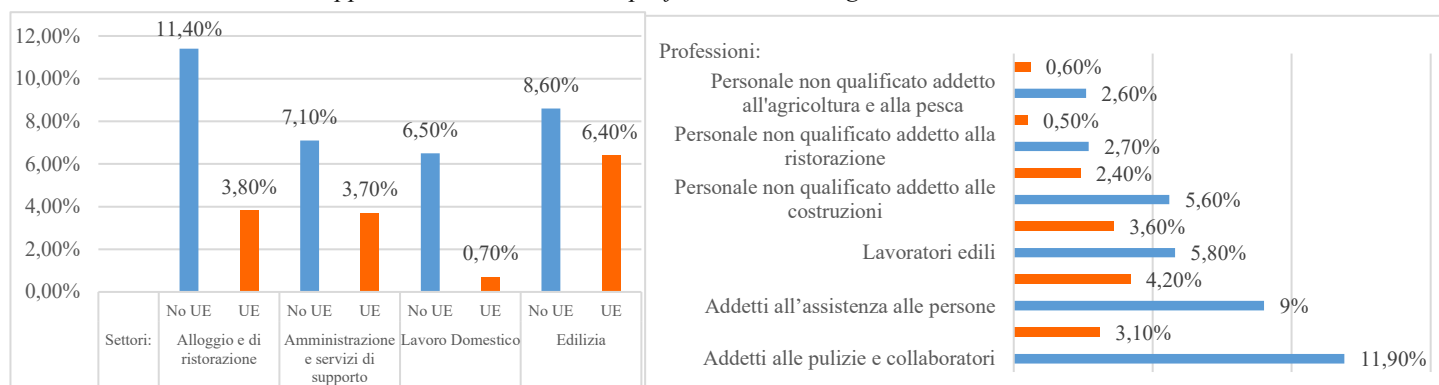 12,00%
10,00%
8,00%
6,00%
4,00%
2,00%
0,00%
11,40%
3,80%
7,10%
3,70%
6,50%
0,70%
8,60%
6,40%
No UE UE No UE UE No UE UE No UE UE
Settori:
Alloggio e di
ristorazione
Amministrazione
e servizi di
supporto
Lavoro Domestico
Edilizia
Professioni:
Personale non qualificato addetto
all'agricoltura e alla pesca
0,60%
2,60%
Personale non qualificato addetto alla
ristorazione
0,50%
2,70%
Personale non qualificato addetto alle
costruzioni
2,40%
5,60%
Lavoratori edili
3,60%
5,80%
Addetti all’assistenza alle persone
4,20%
9%
Addetti alle pulizie e collaboratori
3,10%
11,90%